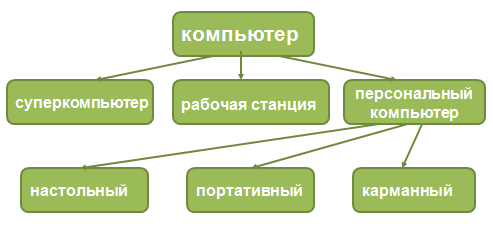 компьютер
суперкомпьютер
рабочая станция
персональный
компьютер
настольный
портативный
карманный